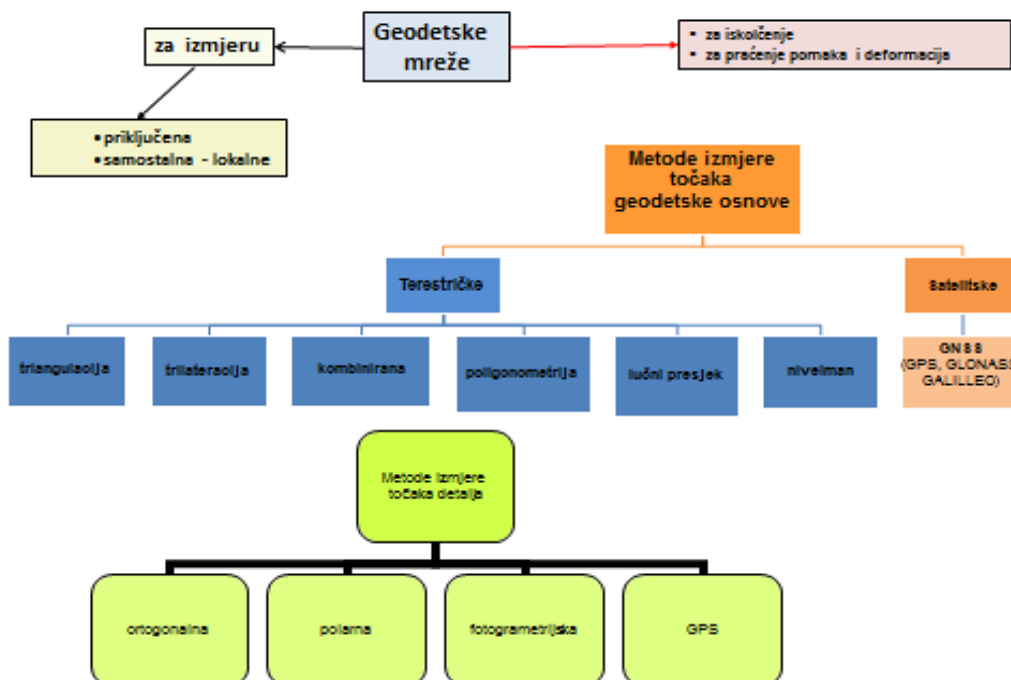 Geodetske
mreže
za izmjeru
• za iskolčenje
• za praćenje pomaka i deformacija
• priključena
• samostalna - lokalne
Metode izmjere
točaka
geodetske osnove
Terestričke
Satelitske
triangulacija
trilateracija
kombinirana
poligonometrija
lučni presjek
nivelman
GNSS
(GPS, GLONASS
GALILLEO)
Metode izmjere
točaka detalja
ortogonalna
polarna
fotogrametrijska
GPS